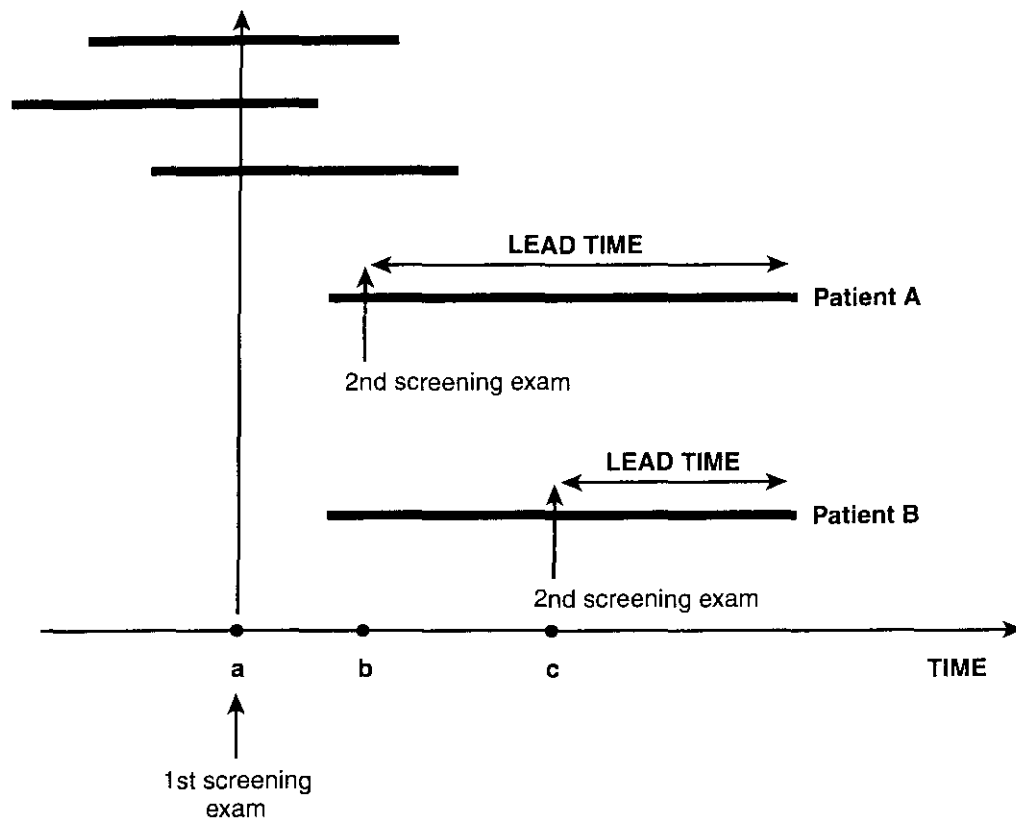 LEAD TIME
Patient A
2nd screening exam
LEAD TIME
Patient B
2nd screening exam
a
b
c
TIME
1st screening
exam